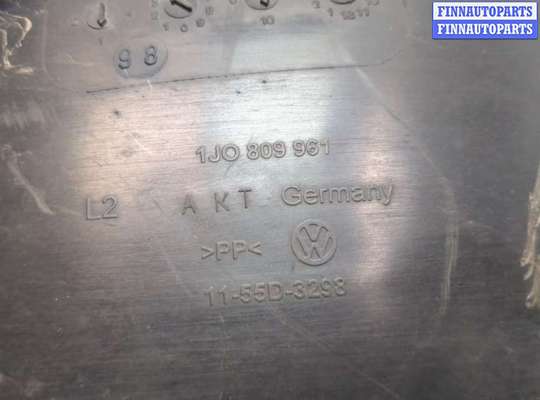 FINNAUTOPARTS
FINNAUTOPARTS
98
1JO 809 961
L2 AKT Germany
>PP<
11-55D-3298